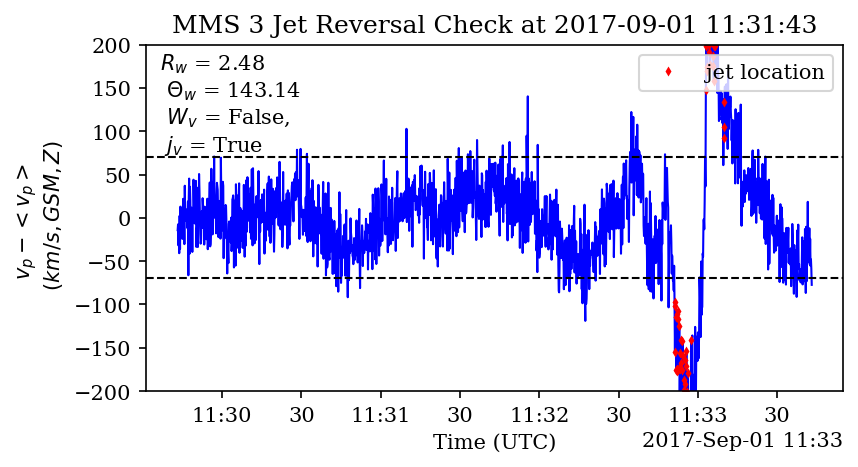 MMS 3 Jet Reversal Check at 2017-09-01 11:31:43
R_w = 2.48
Θ_w = 143.14
W_v = False,
j_v = True
jet location
v_p − < v_p >
(km/s, GSM, Z)
200
150
100
50
0
−50
−100
−150
−200
11:30 30 11:31 30 11:32 30 11:33 30
Time (UTC)
2017-Sep-01 11:33